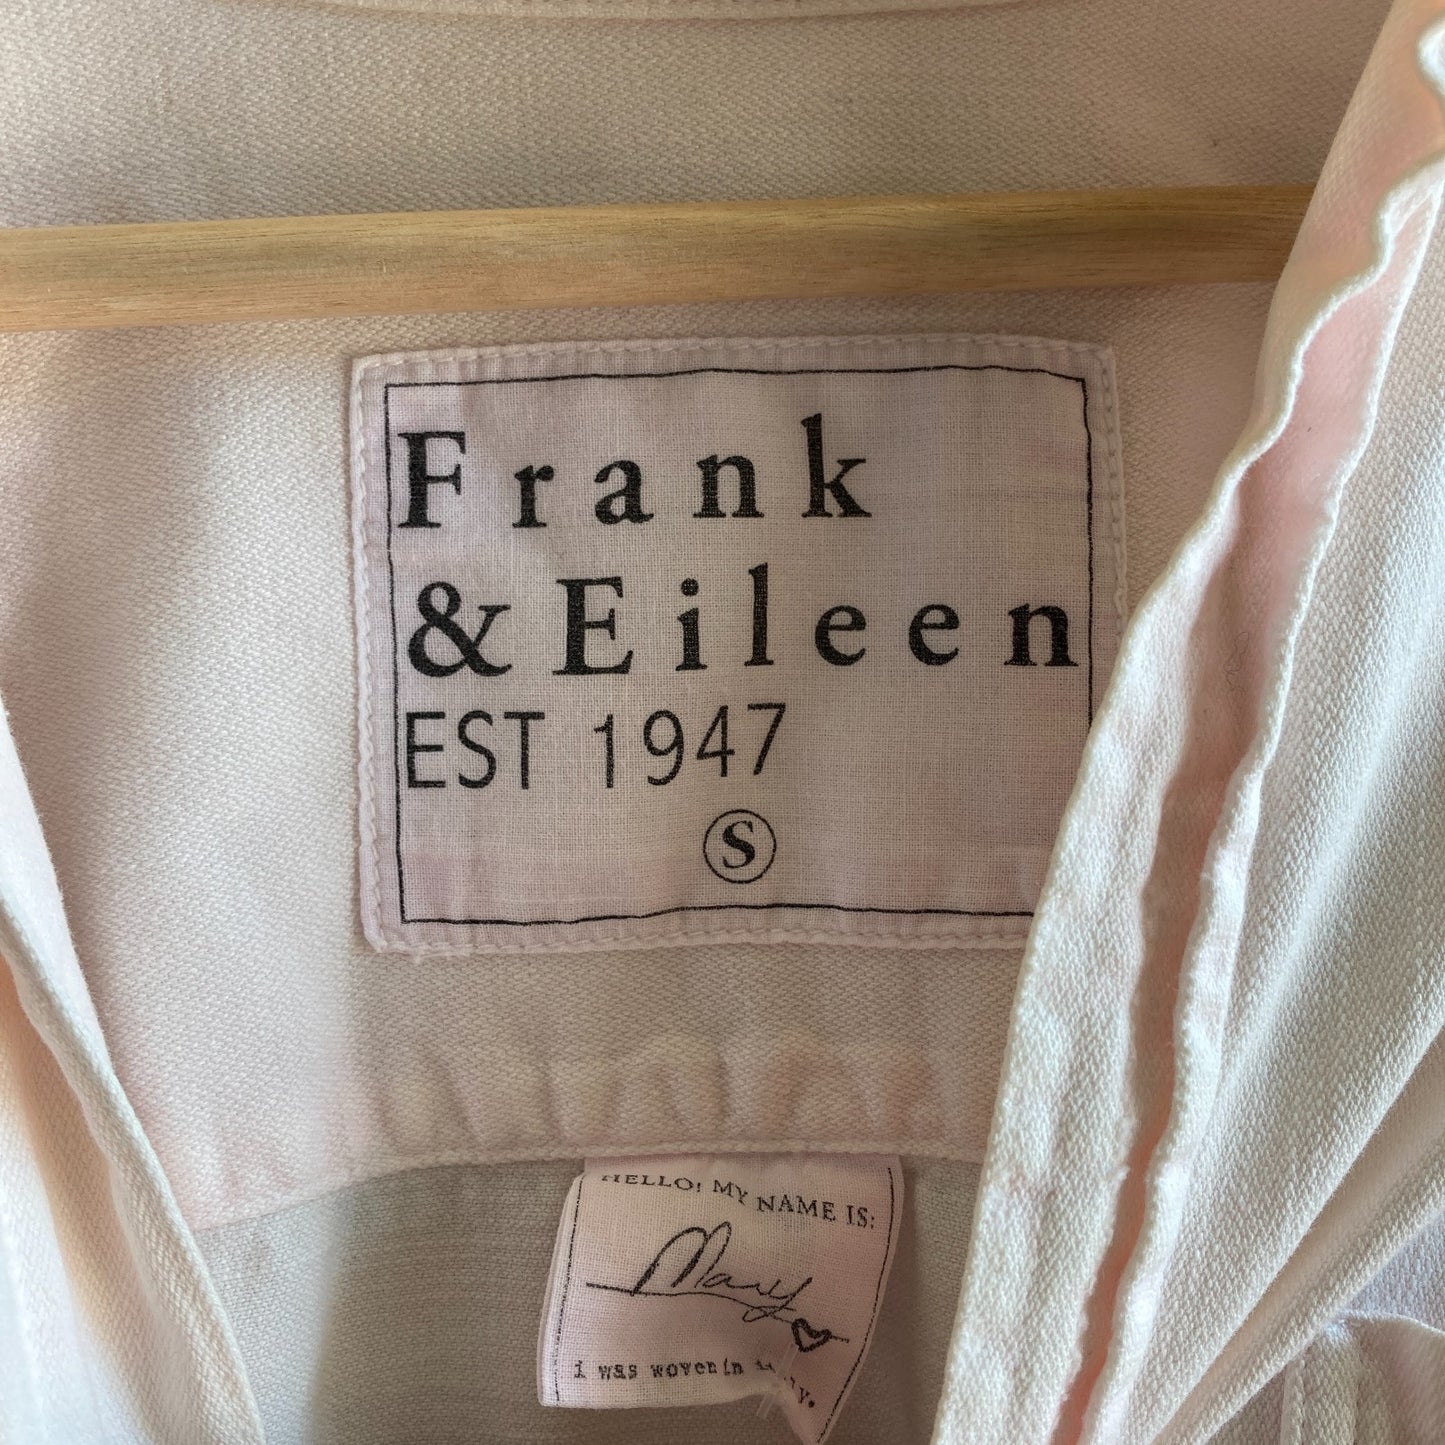 Frank
& Eileen
EST 1947
S
HELLO! MY NAME IS:
Mary
i was woven in